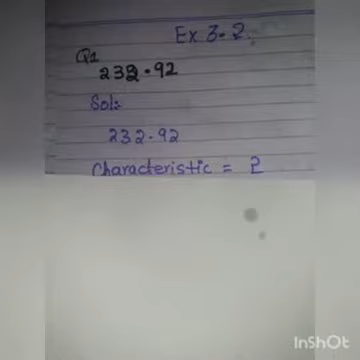 Ex 3.2:
Q1
232.92
Sol:
232.92
Characteristic = 2
InShOt